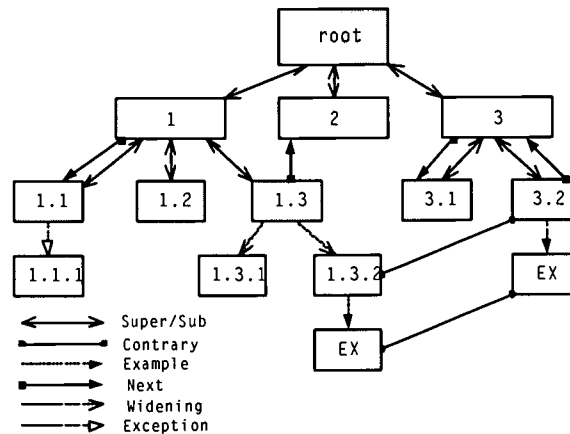 root
1
2
3
1.1
1.2
1.3
3.1
3.2
1.1.1
1.3.1
1.3.2
EX
EX
Super/Sub
Contrary
Example
Next
Widening
Exception